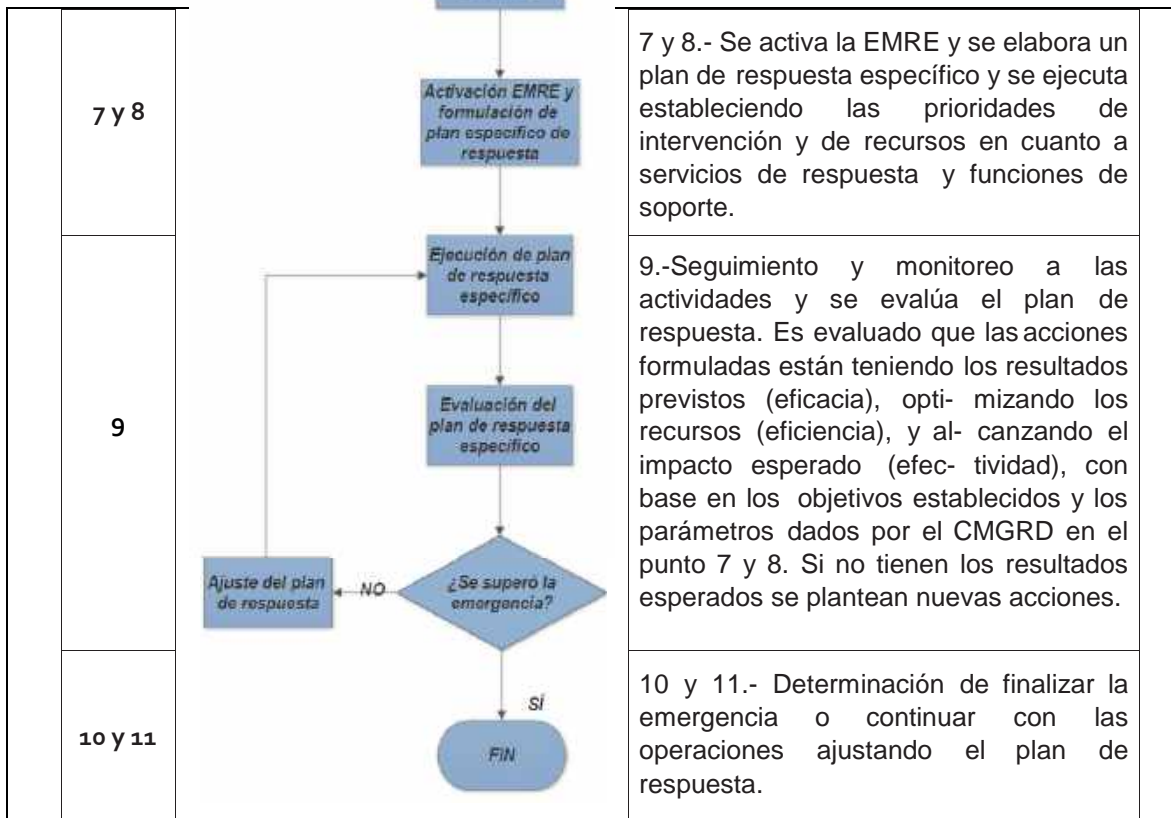 7 y 8
Activación EMRE y
formulación de
plan específico de
respuesta
7 y 8.- Se activa la EMRE y se elabora un
plan de respuesta específico y se ejecuta
estableciendo las prioridades de
intervención y de recursos en cuanto a
servicios de respuesta y funciones de
soporte.
9
Ejecución de plan
de respuesta
específico
Evaluación del
plan de respuesta
específico
¿Se superó la
emergencia?
NO
Ajuste del plan
de respuesta
9.-Seguimiento y monitoreo a las
actividades y se evalúa el plan de
respuesta. Es evaluado que las acciones
formuladas están teniendo los resultados
previstos (eficacia), opti- mizando los
recursos (eficiencia), y al- canzando el
impacto esperado (efec- tividad), con
base en los objetivos establecidos y los
parámetros dados por el CMGRD en el
punto 7 y 8. Si no tienen los resultados
esperados se plantean nuevas acciones.
10 y 11
SÍ
FIN
10 y 11.- Determinación de finalizar la
emergencia o continuar con las
operaciones ajustando el plan de
respuesta.